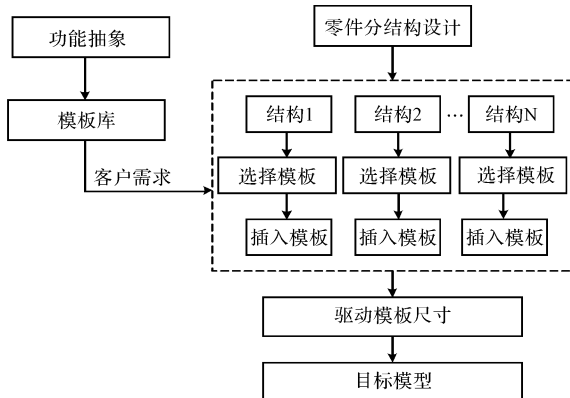 功能抽象
零件分结构设计
模板库
结构1
结构2
…
结构N
客户需求
选择模板
选择模板
选择模板
插入模板
插入模板
插入模板
驱动模板尺寸
目标模型